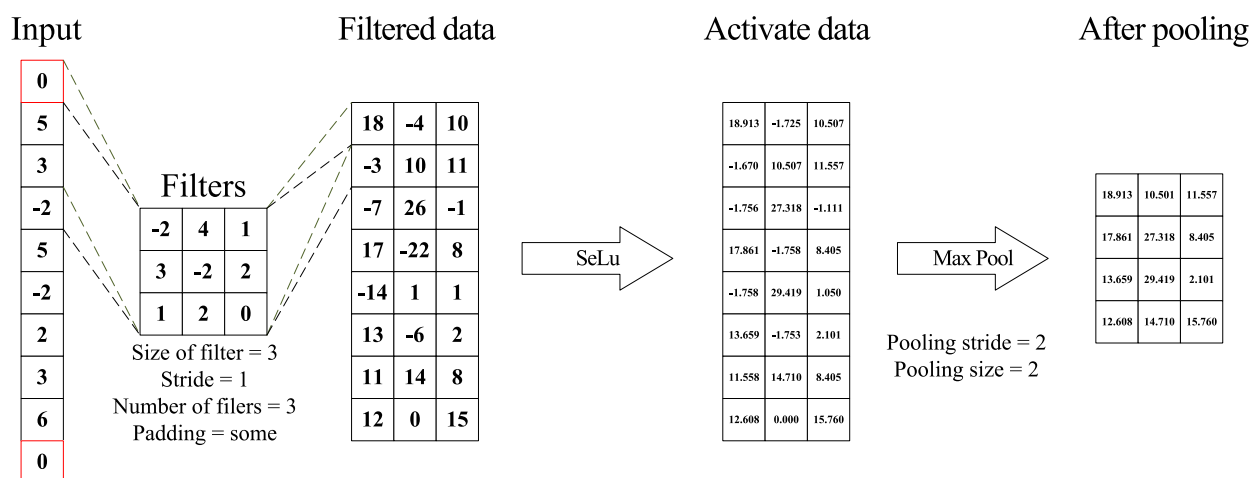 Input
Filtered data
Activate data
After pooling
0
5
3
-2
5
-2
2
3
6
0
Filters
-2 4 1
3 -2 2
1 2 0
Size of filter = 3
Stride = 1
Number of filers = 3
Padding = some
18 -4 10
-3 10 11
-7 26 -1
17 -22 8
-14 1 1
13 -6 2
11 14 8
12 0 15
SeLu
18.913 -1.725 10.507
-1.670 10.507 11.557
-1.756 27.318 -1.111
17.861 -1.758 8.405
-1.758 29.419 1.050
13.659 -1.753 2.101
11.558 14.710 8.405
12.608 0.000 15.760
Max Pool
Pooling stride = 2
Pooling size = 2
18.913 10.501 11.557
17.861 27.318 8.405
13.659 29.419 2.101
12.608 14.710 15.760